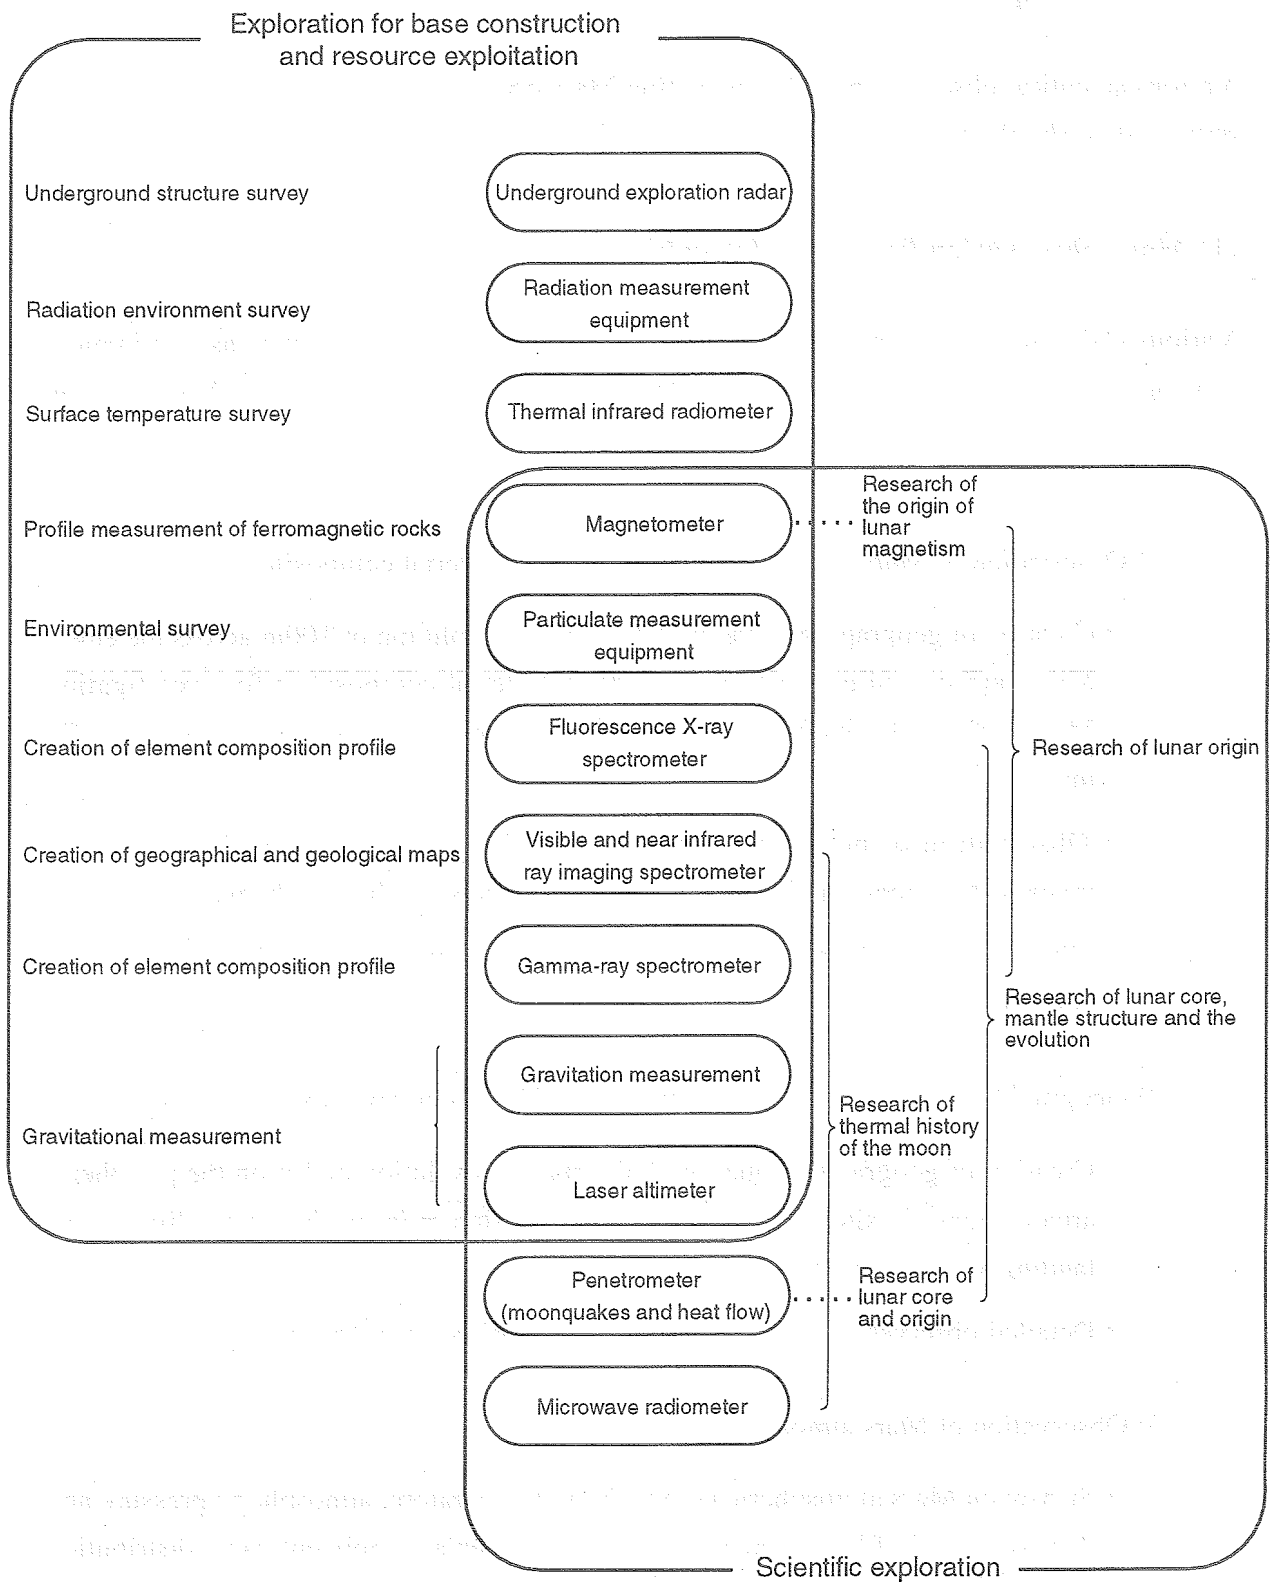 Exploration for base construction
and resource exploitation
Underground structure survey
Underground exploration radar
Radiation environment survey
Radiation measurement
equipment
Surface temperature survey
Thermal infrared radiometer
Profile measurement of ferromagnetic rocks
Magnetometer
Research of
the origin of
lunar
magnetism
Environmental survey
Particulate measurement
equipment
Creation of element composition profile
Fluorescence X-ray
spectrometer
Research of lunar origin
Creation of geographical and geological maps
Visible and near infrared
ray imaging spectrometer
Creation of element composition profile
Gamma-ray spectrometer
Research of lunar core,
mantle structure and the
evolution
Gravitation measurement
Gravitational measurement
Research of
thermal history
of the moon
Laser altimeter
Penetrometer
(moonquakes and heat flow)
Research of
lunar core
and origin
Microwave radiometer
Scientific exploration